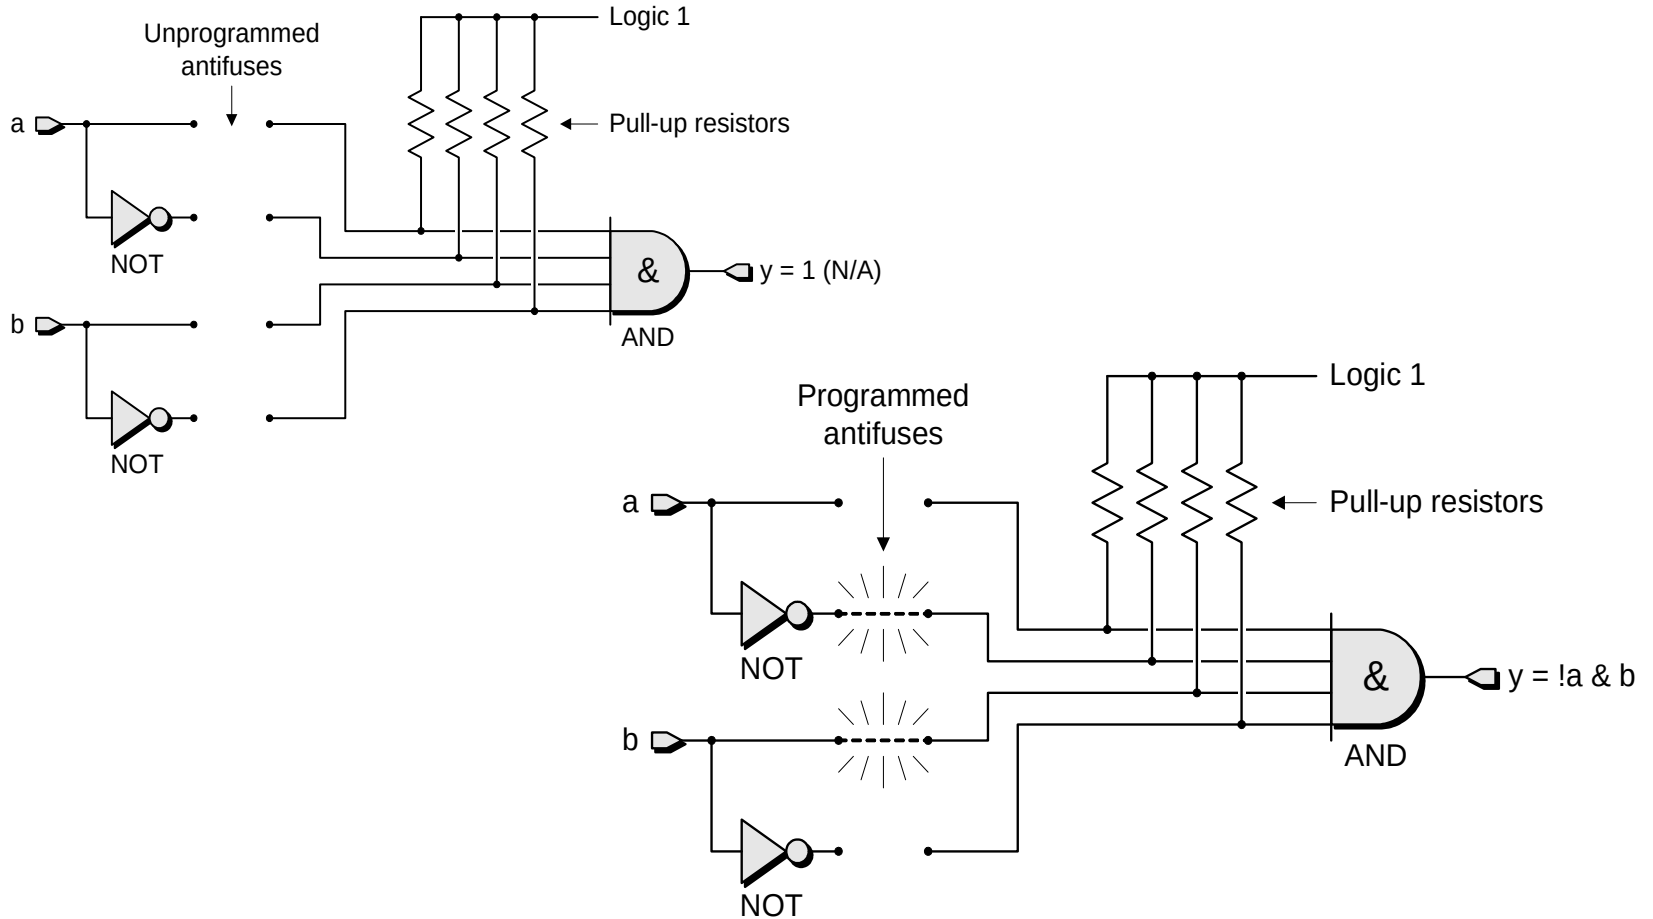 Unprogrammed
antifuses
Logic 1
Pull-up resistors
a
NOT
b
NOT
&
AND
y = 1 (N/A)
Programmed
antifuses
Logic 1
Pull-up resistors
a
NOT
b
NOT
&
AND
y = !a & b